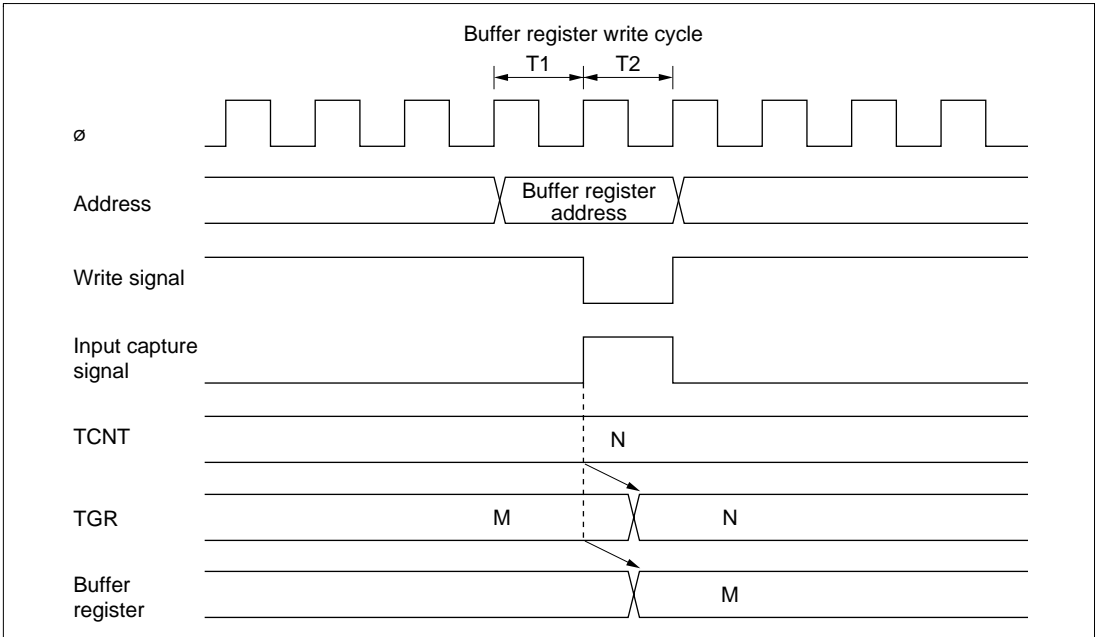 Buffer register write cycle
T1 T2
ø
Address
Buffer register
address
Write signal
Input capture
signal
TCNT
N
TGR
M N
Buffer
register
M